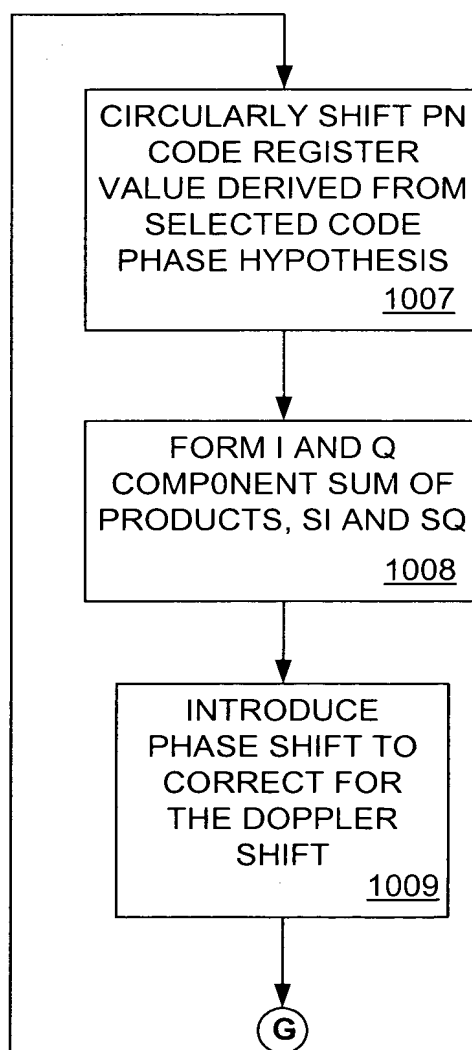 CIRCULARLY SHIFT PN
CODE REGISTER
VALUE DERIVED FROM
SELECTED CODE
PHASE HYPOTHESIS
1007
FORM I AND Q
COMP0NENT SUM OF
PRODUCTS, SI AND SQ
1008
INTRODUCE
PHASE SHIFT TO
CORRECT FOR
THE DOPPLER
SHIFT
1009
G